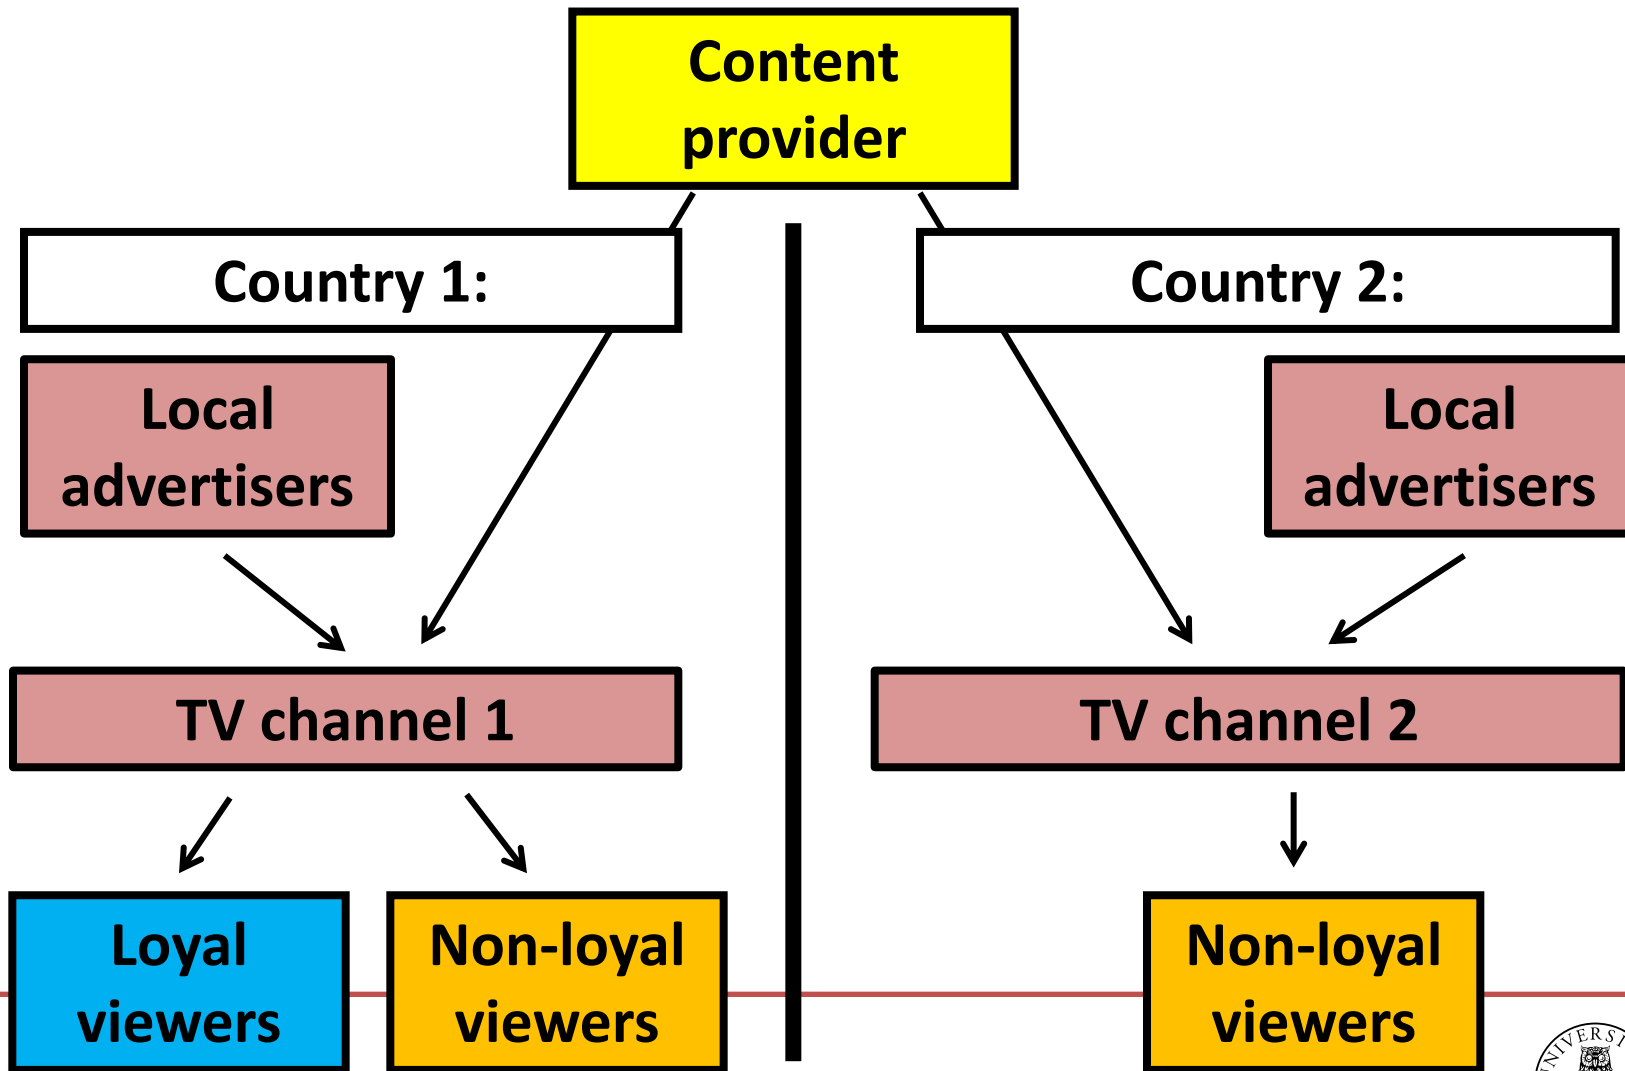 Content
provider
Country 1:
Country 2:
Local
advertisers
Local
advertisers
TV channel 1
TV channel 2
Loyal
viewers
Non-loyal
viewers
Non-loyal
viewers